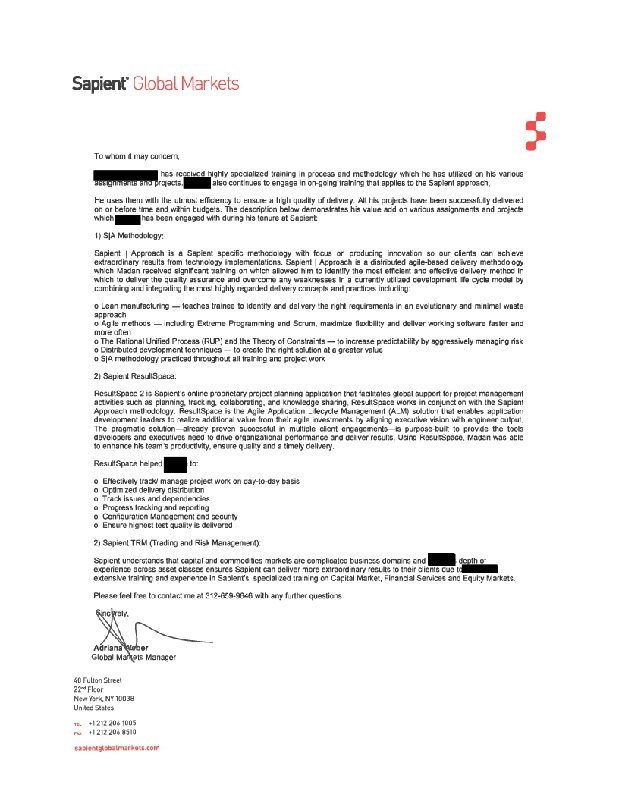 Sapient Global Markets
To whom it may concern,
has received highly specialized training in process and methodology which he has utilized on his various
assignments and projects. also continues to engage in on-going training that applies to the Sapient approach.
He uses them with the utmost efficiency to ensure a high quality of delivery. All his projects have been successfully delivered
on or before time and within budgets. The description below demonstrates his value add on various assignments and projects
which has been engaged with during his tenure at Sapient:
1) S|A Methodology:
Sapient | Approach is a Sapient specific methodology with focus on producing innovation so our clients can achieve
extraordinary results from technology implementations. Sapient | Approach is a distributed agile-based delivery methodology
which Madan received significant training on which allowed him to identify the most efficient and effective delivery method in
which to deliver the quality assurance and overcome any weaknesses in a currently utilized development life cycle model by
combining and integrating the most highly regarded delivery concepts and practices including:
o Lean manufacturing — teaches trainee to identify and delivery the right requirements in an evolutionary and minimal waste
approach
o Agile methods — including Extreme Programming and Scrum, maximize flexibility and deliver working software faster and
more often
o The Rational Unified Process (RUP) and the Theory of Constraints — to increase predictability by aggressively managing risk
o Distributed development techniques — to create the right solution at a greater value
o S|A methodology practiced throughout all training and project work
2) Sapient ResultSpace:
ResultSpace 2 is Sapient's online proprietary project planning application that facilitates global support for project management
activities such as planning, tracking, collaborating, and knowledge sharing. ResultSpace works in conjunction with the Sapient
Approach methodology. ResultSpace is the Agile Application Lifecycle Management (ALM) solution that enables application
development leaders to realize additional value from their agile investments by aligning executive vision with engineer output.
The pragmatic solution—already proven successful in multiple client engagements—is purpose-built to provide the tools
developers and executives need to drive organizational performance and deliver results. Using ResultSpace, Madan was able
to enhance his team's productivity, ensure quality and a timely delivery.
ResultSpace helped to:
o Effectively track/ manage project work on day-to-day basis
o Optimized delivery distribution
o Track issues and dependencies
o Progress tracking and reporting
o Configuration Management and security
o Ensure highest test quality is delivered
2) Sapient TRM (Trading and Risk Management):
Sapient understands that capital and commodities markets are complicated business domains and depth of
experience across asset classes ensures Sapient can deliver more extraordinary results to their clients due to
extensive training and experience in Sapient's specialized training on Capital Market, Financial Services and Equity Markets.
Please feel free to contact me at 312-659-9646 with any further questions.
Sincerely,
Adriana Weber
Global Markets Manager
40 Fulton Street
22nd Floor
New York, NY 10038
United States
TEL +1 212 206 1005
FAX +1 212 206 8510
sapientglobalmarkets.com